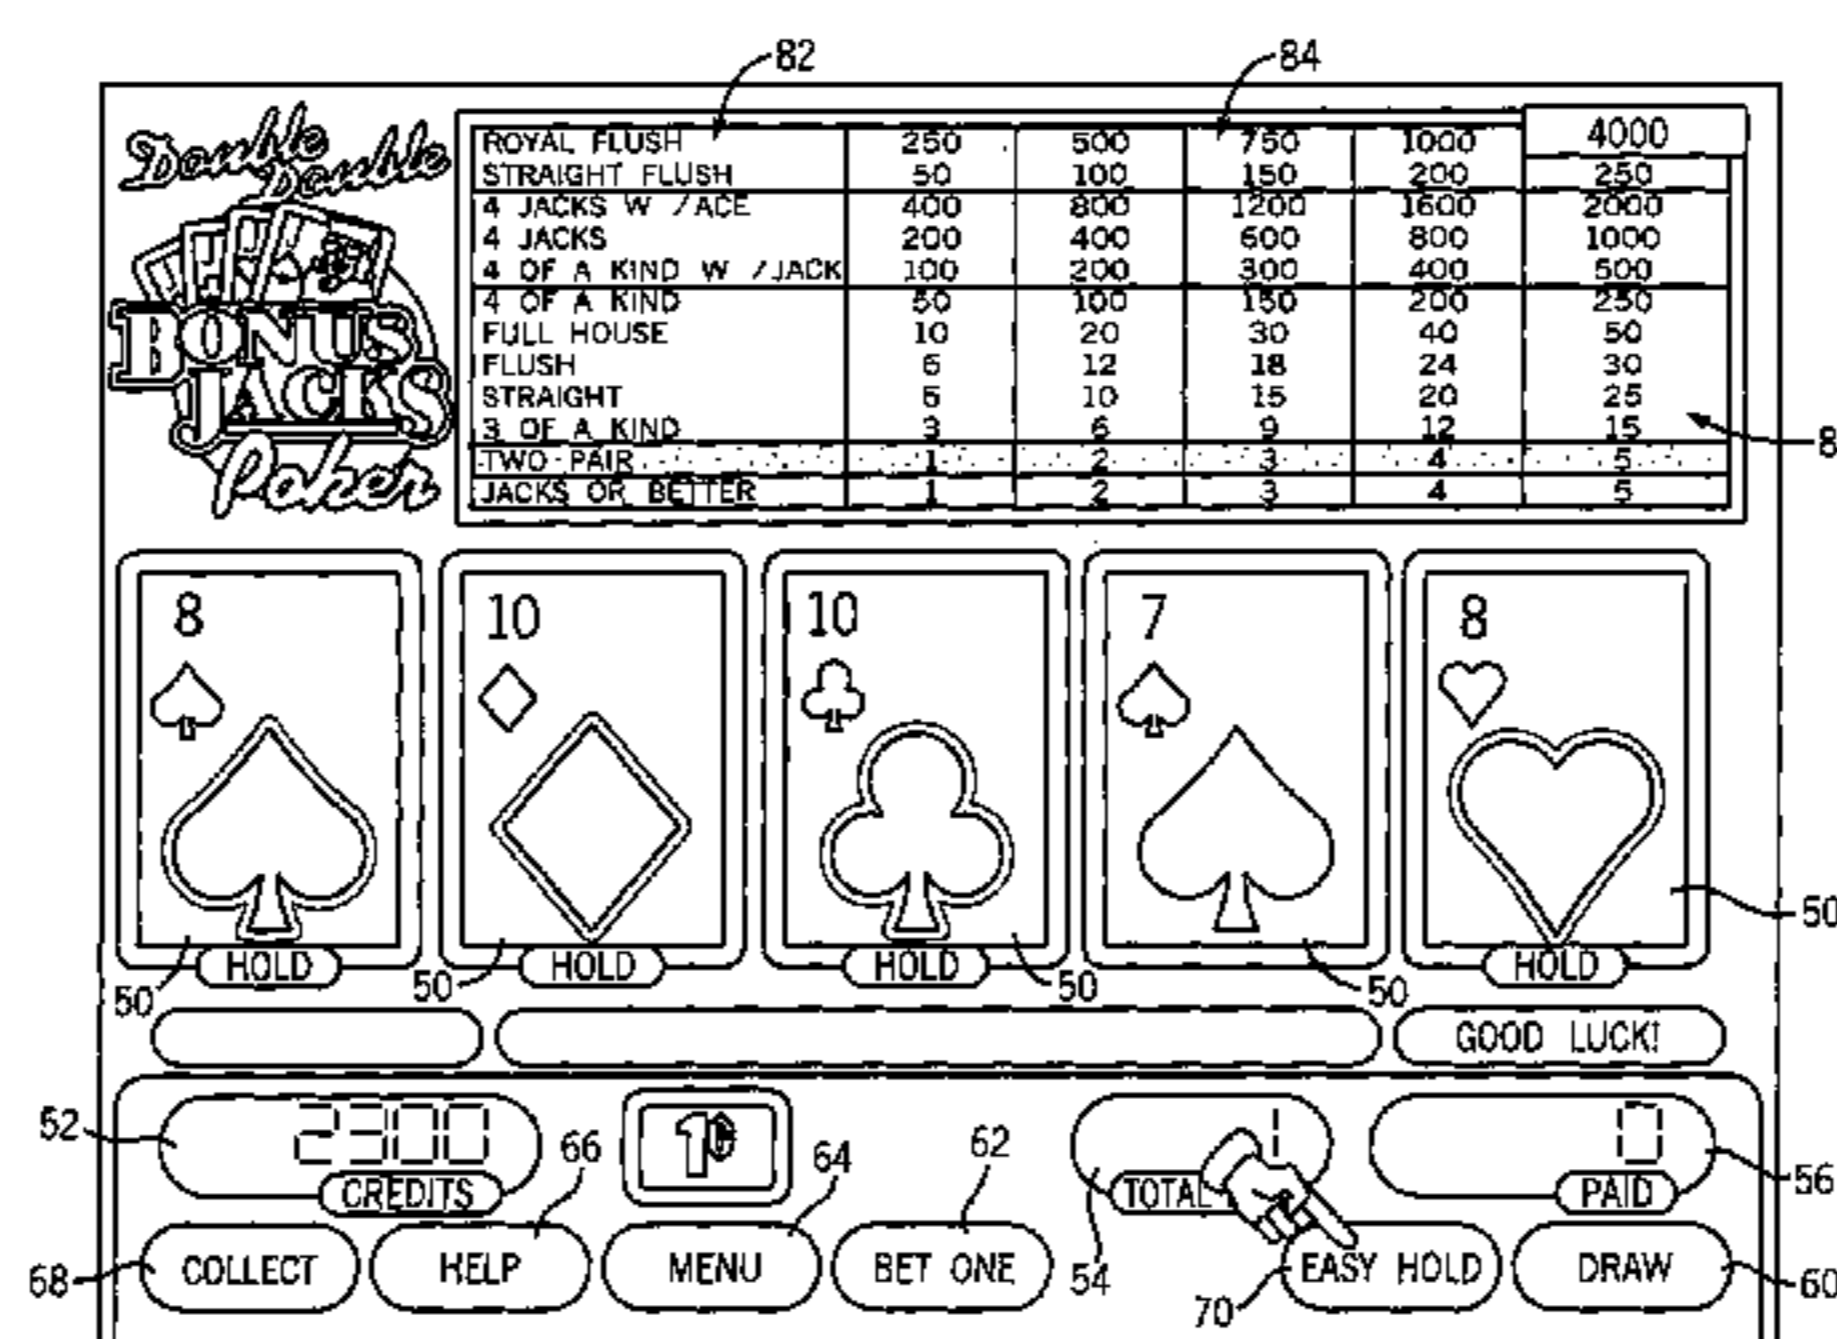 82 84
Double
Double
BONUS
JACKS
Poker
ROYAL FLUSH 250 500 750 1000 4000
STRAIGHT FLUSH 50 100 150 200 250
4 JACKS W /ACE 400 800 1200 1600 2000
4 JACKS 200 400 600 800 1000
4 OF A KIND W /JACK 100 200 300 400 500
4 OF A KIND 50 100 150 200 250
FULL HOUSE 10 20 30 40 50
FLUSH 6 12 18 24 30
STRAIGHT 5 10 15 20 25
3 OF A KIND 3 6 9 12 15
8
TWO PAIR 1 2 3 4 5
JACKS OR BETTER 1 2 3 4 5
8 10 10 7 8
50
HOLD HOLD HOLD HOLD
50 50 50 50
GOOD LUCK!
52 2300 1¢ 1 0
66 64 62
CREDITS TOTAL PAID 56
COLLECT HELP MENU BET ONE EASY HOLD DRAW
68 54 70 60